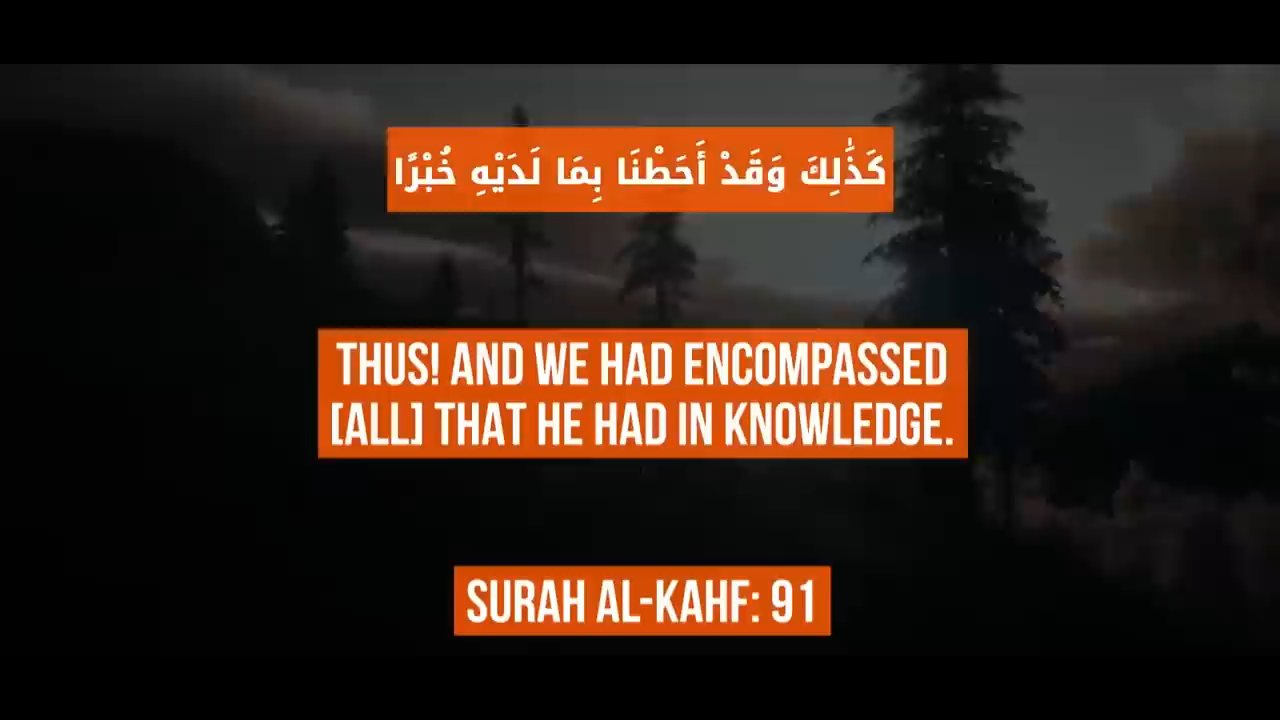 كَذَٰلِكَ وَقَدْ أَحَطْنَا بِمَا لَدَيْهِ خُبْرًا
THUS! AND WE HAD ENCOMPASSED
[ALL] THAT HE HAD IN KNOWLEDGE.
SURAH AL-KAHF: 91